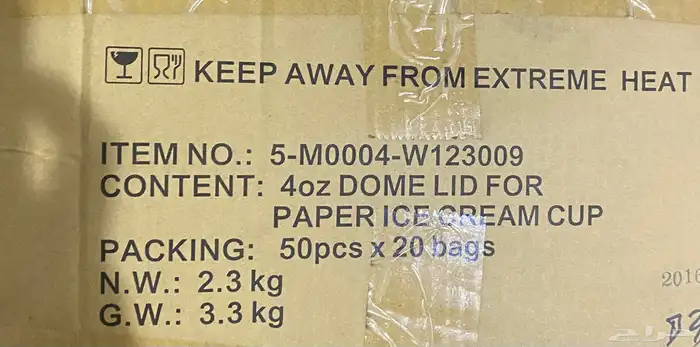 KEEP AWAY FROM EXTREME HEAT
ITEM NO.: 5-M0004-W123009
CONTENT: 4oz DOME LID FOR
PAPER ICE CREAM CUP
PACKING: 50pcs x 20 bags
N.W.: 2.3 kg
G.W.: 3.3 kg
2016
حراج